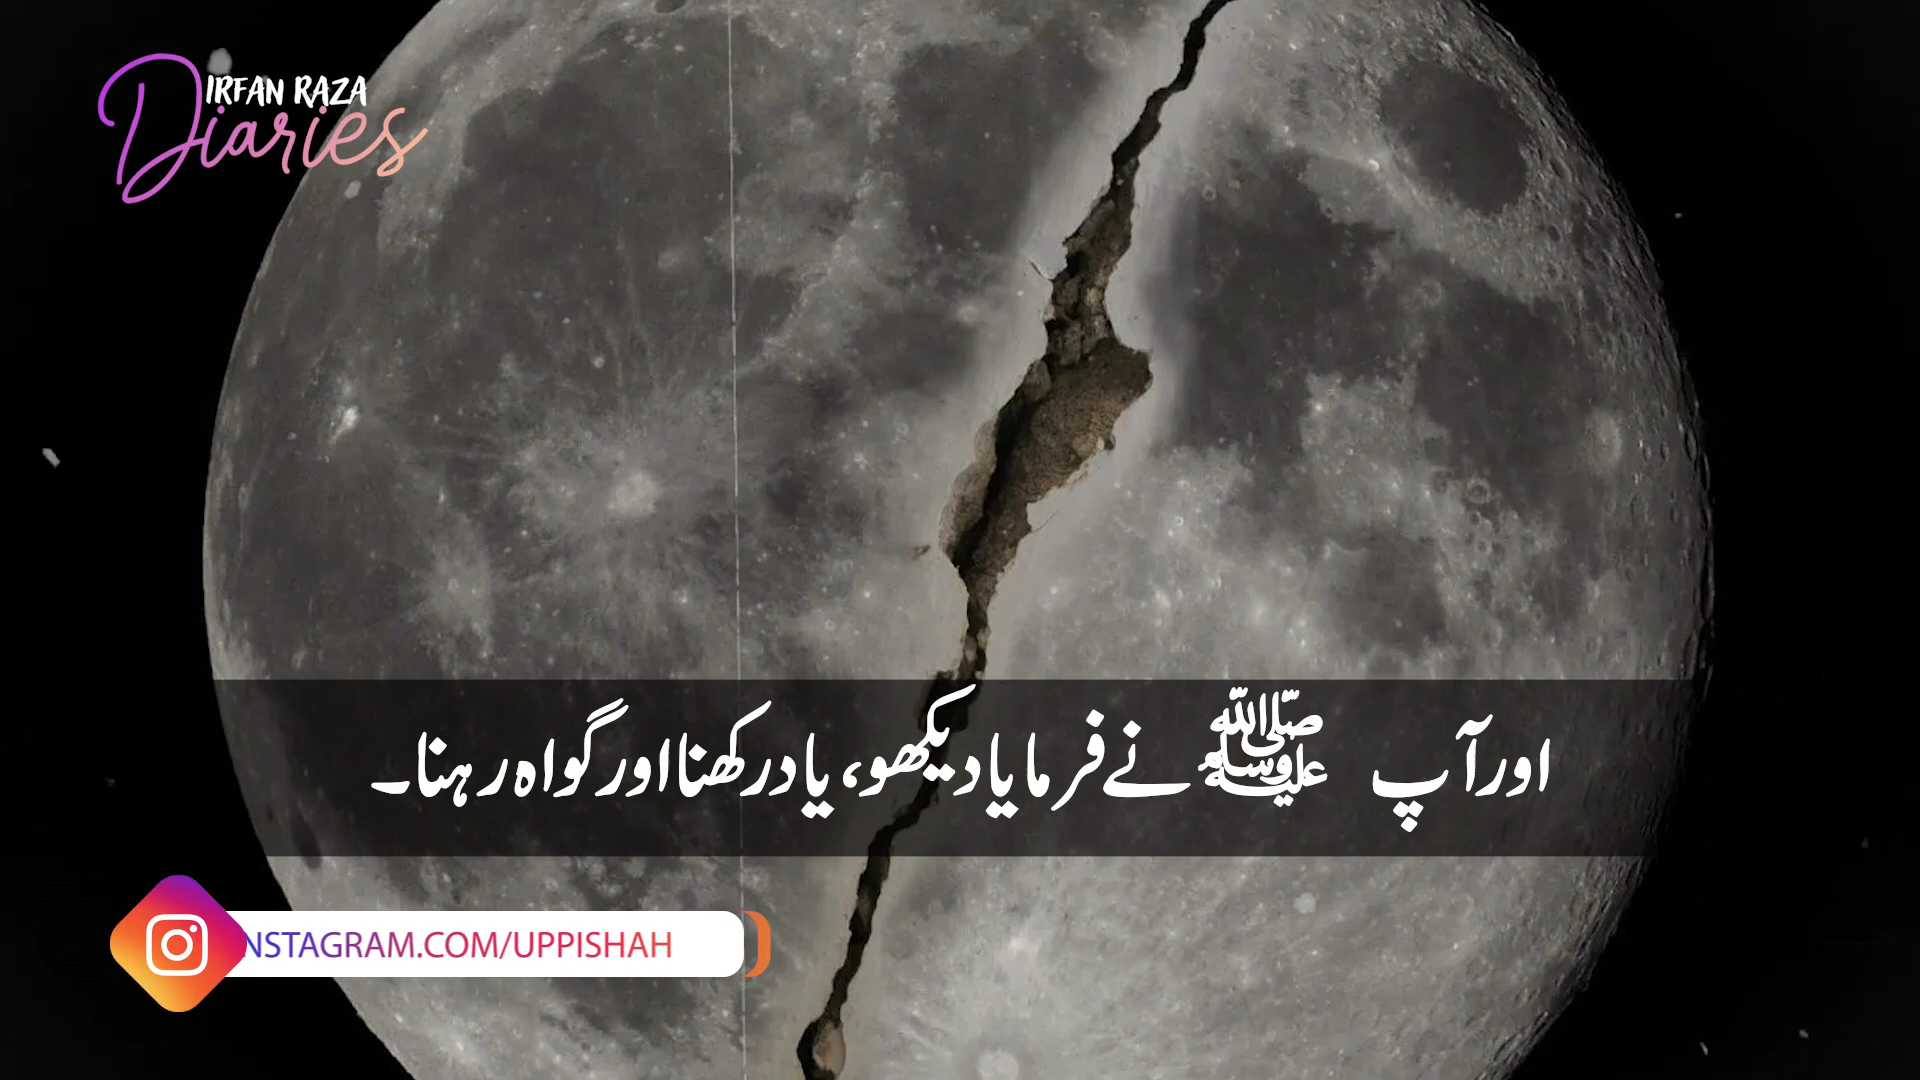 IRFAN RAZA
Diaries
اور آپ ﷺ نے فرمایا دیکھو، یاد رکھنا اور گواہ رہنا۔
NSTAGRAM.COM/UPPISHAH